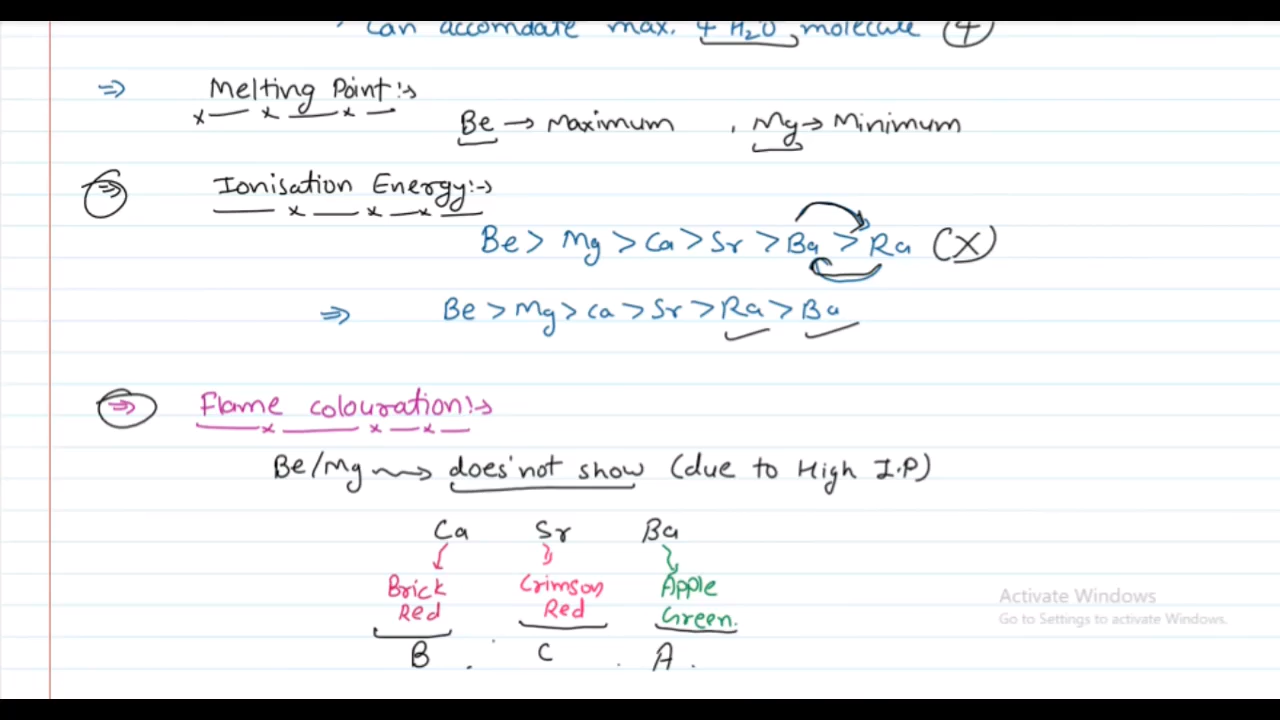 can accomdate max. 4 H₂O molecule (4)
⇒ Melting Point:→
Be → Maximum , Mg → Minimum
⇒ Ionisation Energy:→
Be > Mg > Ca > Sr > Ba > Ra (X)
⇒ Be > Mg > Ca > Sr > Ra > Ba
⇒ Flame colouration:→
Be/Mg → does not show (due to High I.P)
Ca Sr Ba
Brick Crimson Apple
Red Red Green.
B . C . A .
Activate Windows
Go to Settings to activate Windows.